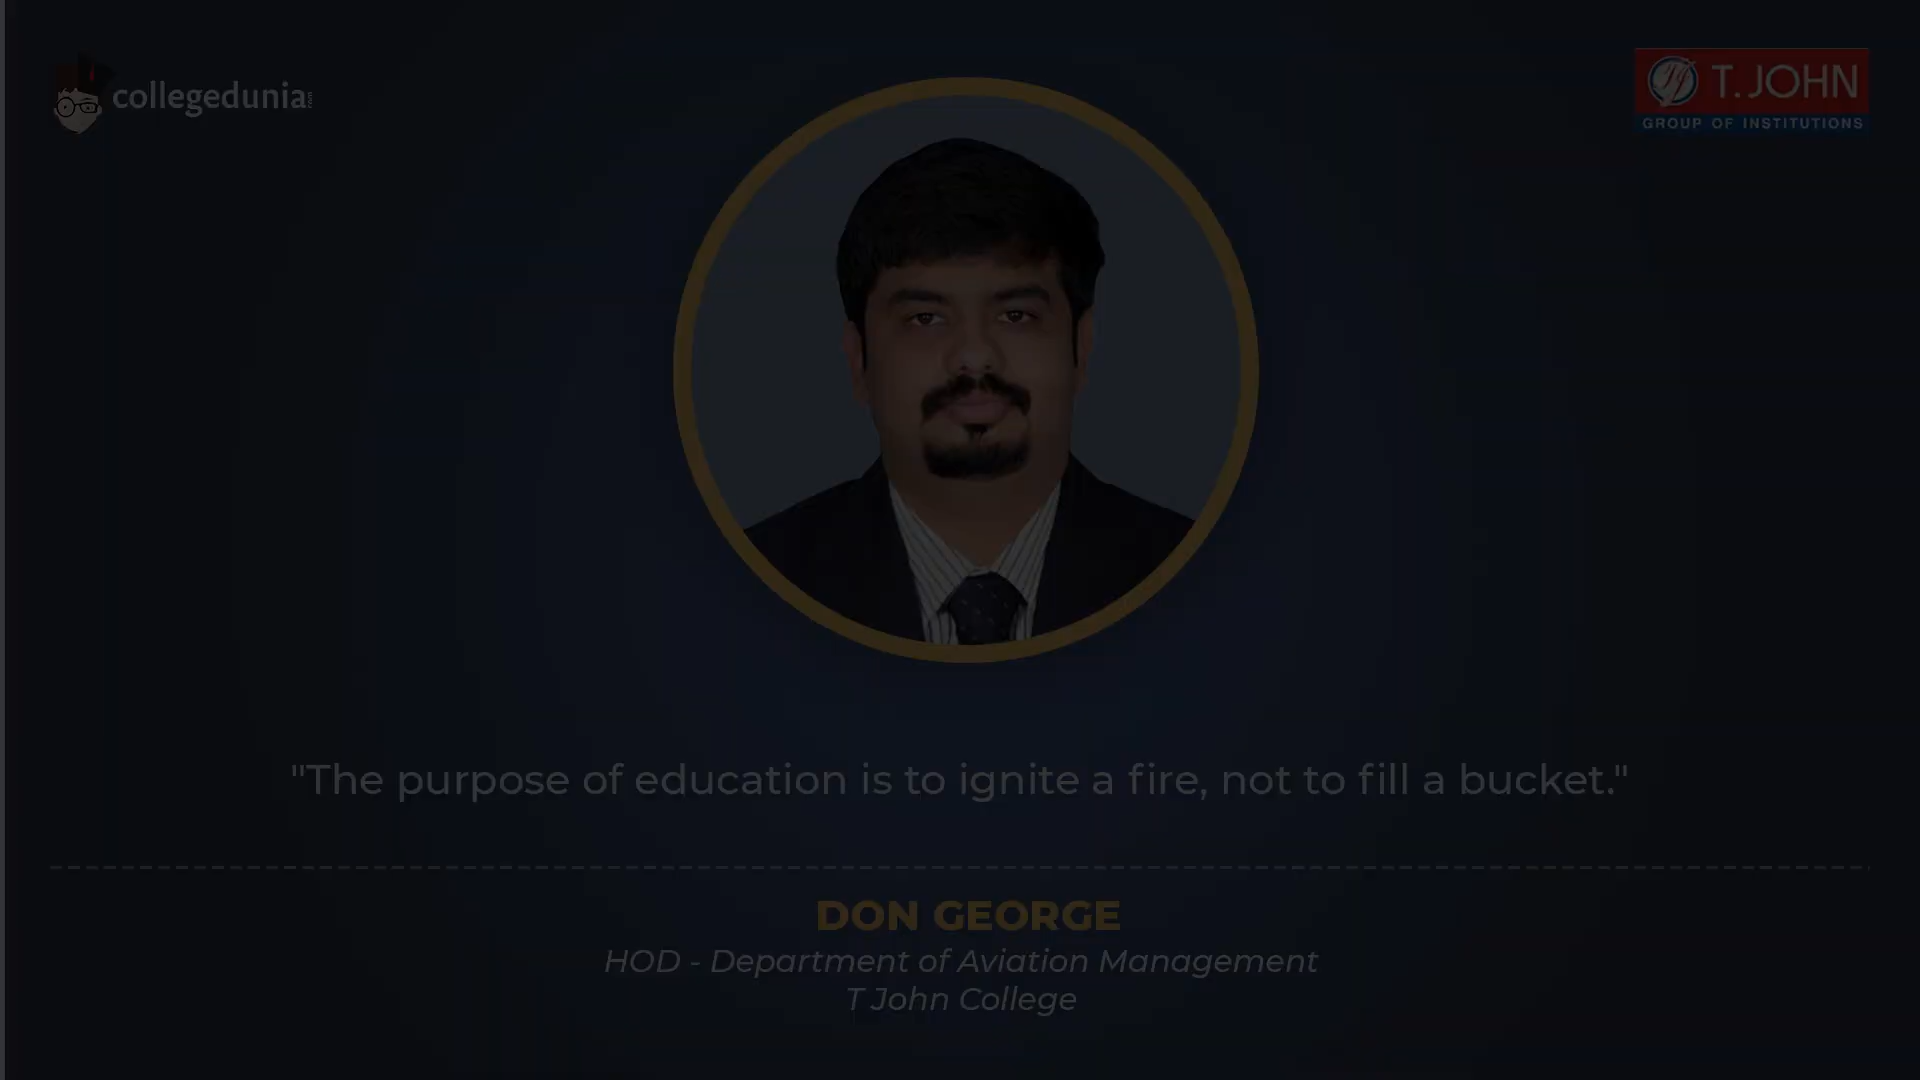 collegedunia
T. JOHN
GROUP OF INSTITUTIONS
"The purpose of education is to ignite a fire, not to fill a bucket."
DON GEORGE
HOD - Department of Aviation Management
T John College